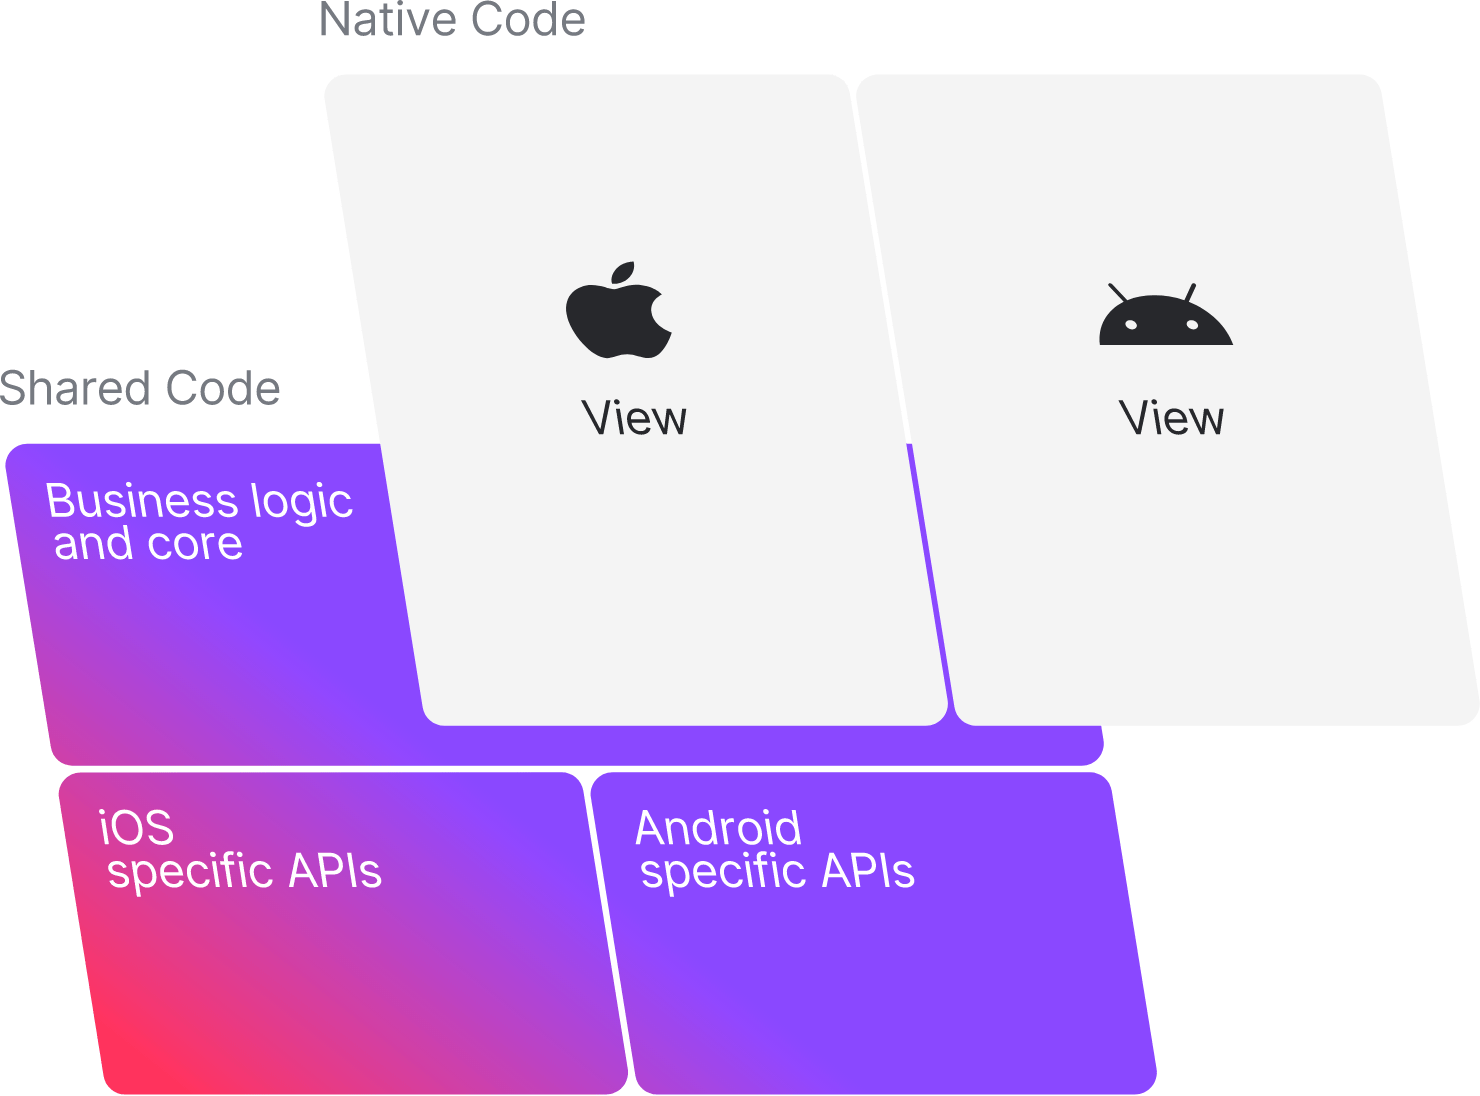 Native Code
View
View
Shared Code
Business logic
and core
iOS
specific APIs
Android
specific APIs